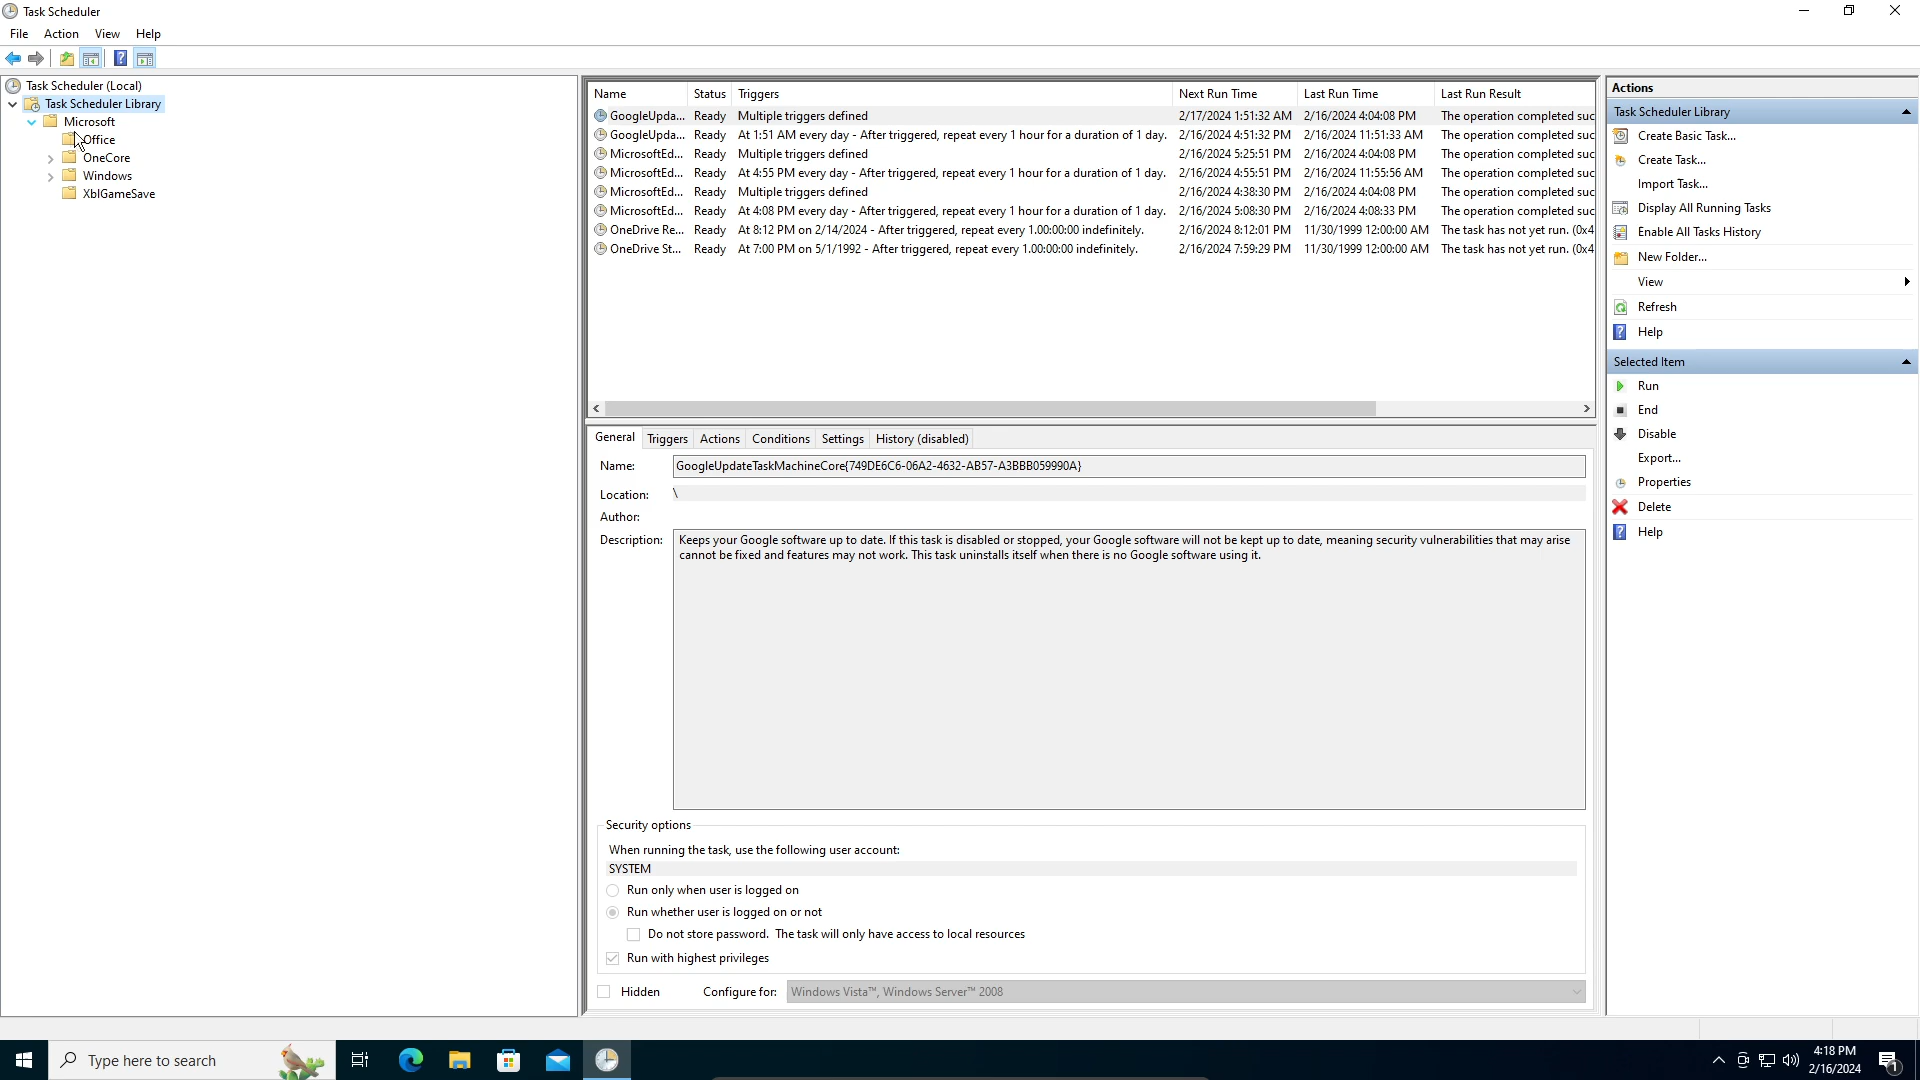 Task Scheduler
File Action View Help
Task Scheduler (Local)
Task Scheduler Library
Microsoft
Office
OneCore
Windows
XblGameSave
Name Status Triggers Next Run Time Last Run Time Last Run Result
GoogleUpda... Ready Multiple triggers defined 2/17/2024 1:51:32 AM 2/16/2024 4:04:08 PM The operation completed suc
GoogleUpda... Ready At 1:51 AM every day - After triggered, repeat every 1 hour for a duration of 1 day. 2/16/2024 4:51:32 PM 2/16/2024 11:51:33 AM The operation completed suc
MicrosoftEd... Ready Multiple triggers defined 2/16/2024 5:25:51 PM 2/16/2024 4:04:08 PM The operation completed suc
MicrosoftEd... Ready At 4:55 PM every day - After triggered, repeat every 1 hour for a duration of 1 day. 2/16/2024 4:55:51 PM 2/16/2024 11:55:56 AM The operation completed suc
MicrosoftEd... Ready Multiple triggers defined 2/16/2024 4:38:30 PM 2/16/2024 4:04:08 PM The operation completed suc
MicrosoftEd... Ready At 4:08 PM every day - After triggered, repeat every 1 hour for a duration of 1 day. 2/16/2024 5:08:30 PM 2/16/2024 4:08:33 PM The operation completed suc
OneDrive Re... Ready At 8:12 PM on 2/14/2024 - After triggered, repeat every 1.00:00:00 indefinitely. 2/16/2024 8:12:01 PM 11/30/1999 12:00:00 AM The task has not yet run. (0x4
OneDrive St... Ready At 7:00 PM on 5/1/1992 - After triggered, repeat every 1.00:00:00 indefinitely. 2/16/2024 7:59:29 PM 11/30/1999 12:00:00 AM The task has not yet run. (0x4
General Triggers Actions Conditions Settings History (disabled)
Name: GoogleUpdateTaskMachineCore{749DE6C6-06A2-4632-AB57-A3BBB059990A}
Location: \
Author:
Description: Keeps your Google software up to date. If this task is disabled or stopped, your Google software will not be kept up to date, meaning security vulnerabilities that may arise
cannot be fixed and features may not work. This task uninstalls itself when there is no Google software using it.
Security options
When running the task, use the following user account:
SYSTEM
Run only when user is logged on
Run whether user is logged on or not
Do not store password. The task will only have access to local resources
Run with highest privileges
Hidden Configure for: Windows Vista™, Windows Server™ 2008
Actions
Task Scheduler Library
Create Basic Task...
Create Task...
Import Task...
Display All Running Tasks
Enable All Tasks History
New Folder...
View
Refresh
Help
Selected Item
Run
End
Disable
Export...
Properties
Delete
Help
Type here to search
4:18 PM
2/16/2024
1